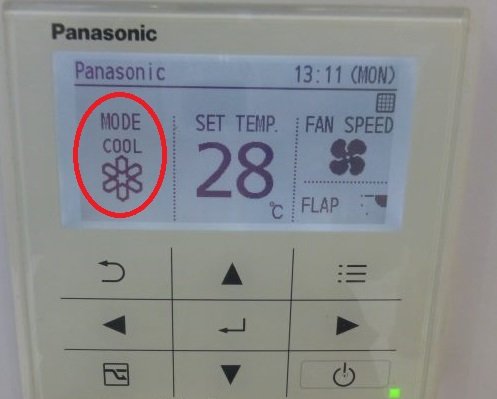 Panasonic
Panasonic 13:11 (MON)
MODE SET TEMP. FAN SPEED
COOL
28
℃
FLAP